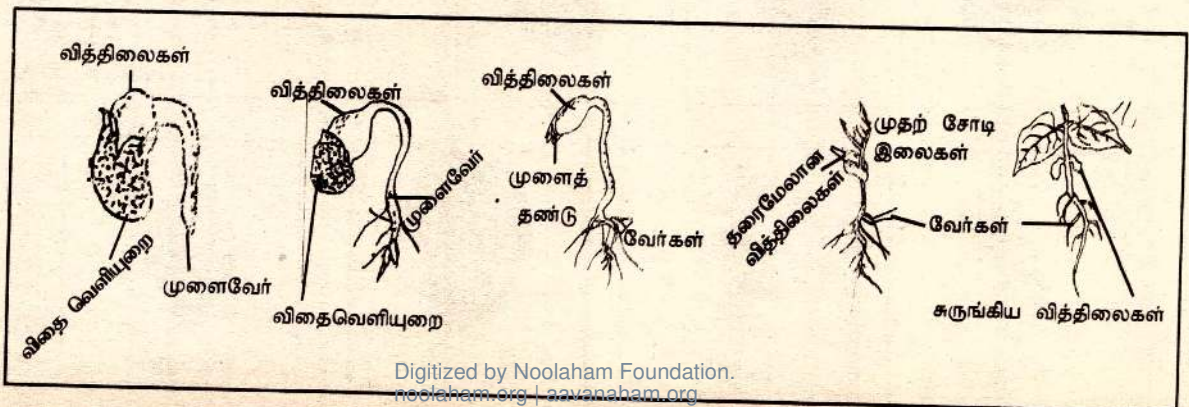 வித்திலைகள்
விதை வெளியுறை
முளைவேர்
வித்திலைகள்
முளைவேர்
விதைவெளியுறை
வித்திலைகள்
முளைத்
தண்டு
வேர்கள்
முதற் சோடி
இலைகள்
தரைமேலான
வித்திலைகள்
வேர்கள்
சுருங்கிய வித்திலைகள்
Digitized by Noolaham Foundation.
noolaham.org | aavanaham.org